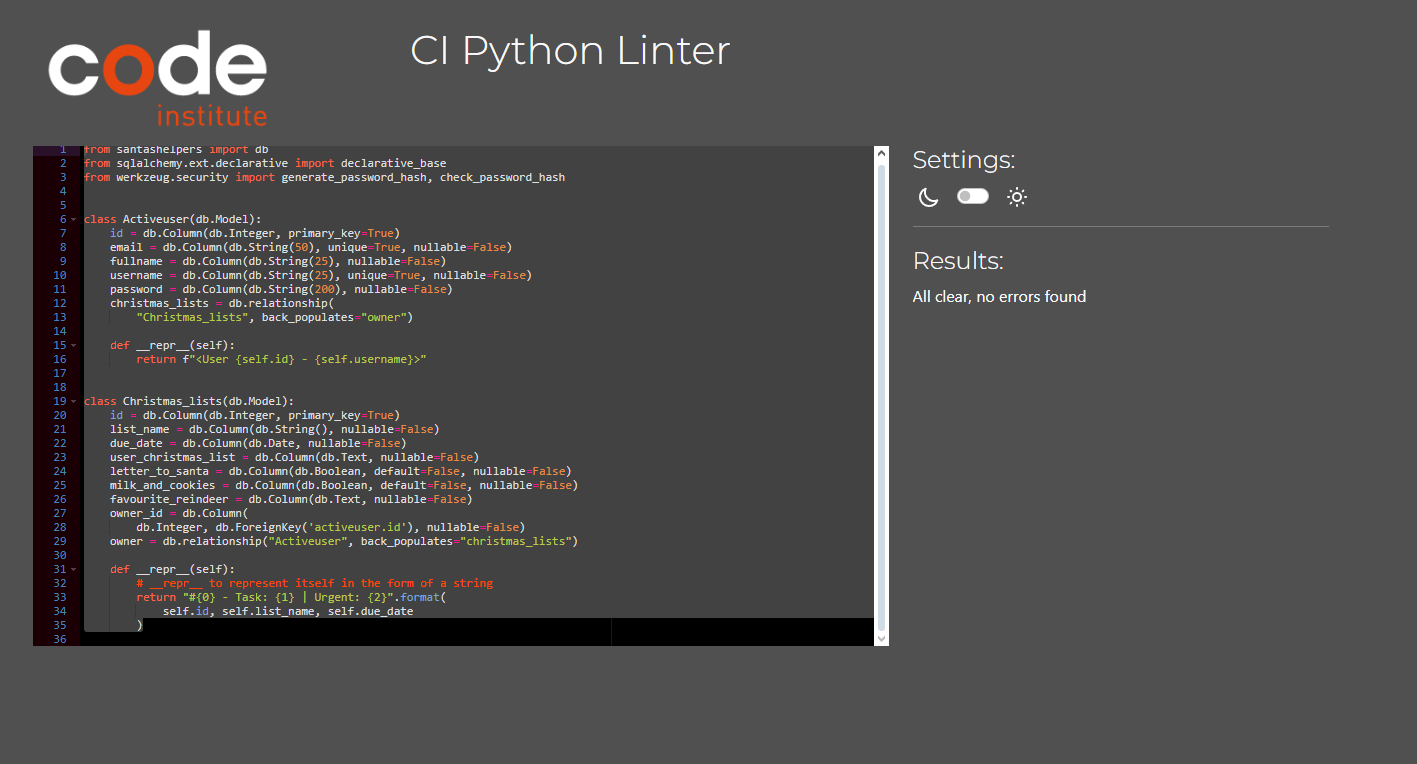 code
institute
CI Python Linter
1 from santashelpers import db
2 from sqlalchemy.ext.declarative import declarative_base
3 from werkzeug.security import generate_password_hash, check_password_hash
4
5
6 class Activeuser(db.Model):
7     id = db.Column(db.Integer, primary_key=True)
8     email = db.Column(db.String(50), unique=True, nullable=False)
9     fullname = db.Column(db.String(25), nullable=False)
10     username = db.Column(db.String(25), unique=True, nullable=False)
11     password = db.Column(db.String(200), nullable=False)
12     christmas_lists = db.relationship(
13         "Christmas_lists", back_populates="owner")
14
15     def __repr__(self):
16         return f"<User {self.id} - {self.username}>"
17
18
19 class Christmas_lists(db.Model):
20     id = db.Column(db.Integer, primary_key=True)
21     list_name = db.Column(db.String(), nullable=False)
22     due_date = db.Column(db.Date, nullable=False)
23     user_christmas_list = db.Column(db.Text, nullable=False)
24     letter_to_santa = db.Column(db.Boolean, default=False, nullable=False)
25     milk_and_cookies = db.Column(db.Boolean, default=False, nullable=False)
26     favourite_reindeer = db.Column(db.Text, nullable=False)
27     owner_id = db.Column(
28         db.Integer, db.ForeignKey('activeuser.id'), nullable=False)
29     owner = db.relationship("Activeuser", back_populates="christmas_lists")
30
31     def __repr__(self):
32         # __repr__ to represent itself in the form of a string
33         return "#{0} - Task: {1} | Urgent: {2}".format(
34             self.id, self.list_name, self.due_date
35         )
36
Settings:
Results:
All clear, no errors found